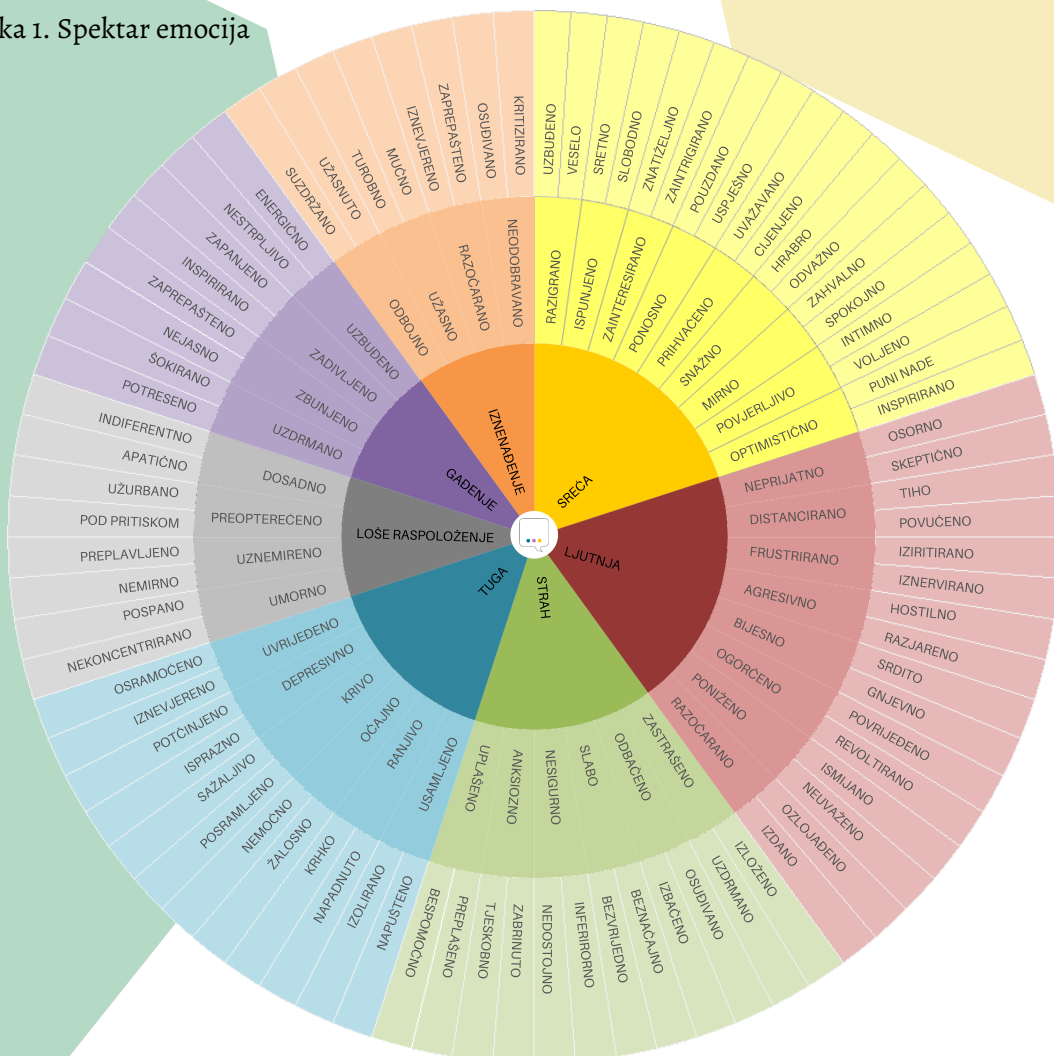 ka 1. Spektar emocija
SREĆA
LJUTNJA
STRAH
TUGA
LOŠE RASPOLOŽENJE
GAĐENJE
IZNENAĐENJE
RAZIGRANO
ISPUNJENO
ZAINTERESIRANO
PONOSNO
PRIHVAĆENO
SNAŽNO
MIRNO
POVJERLJIVO
OPTIMISTIČNO
NEPRIJATNO
DISTANCIRANO
FRUSTRIRANO
AGRESIVNO
BIJESNO
OGORČENO
PONIŽENO
RAZOČARANO
ZASTRAŠENO
ODBAČENO
SLABO
NESIGURNO
ANKSIOZNO
UPLAŠENO
USAMLJENO
RANJIVO
OČAJNO
KRIVO
DEPRESIVNO
UVRIJEĐENO
UMORNO
UZNEMIRENO
PREOPTEREĆENO
DOSADNO
UZDRMANO
ZBUNJENO
ZADIVLJENO
UZBUĐENO
ODBOJNO
UŽASNO
RAZOČARANO
NEODOBRAVANO
UZBUĐENO
VESELO
SRETNO
SLOBODNO
ZNATIŽELJNO
ZAINTRIGIRANO
POUZDANO
USPJEŠNO
UVAŽAVANO
CIJENJENO
HRABRO
ODVAŽNO
ZAHVALNO
SPOKOJNO
INTIMNO
VOLJENO
PUNI NADE
INSPIRIRANO
OSORNO
SKEPTIČNO
TIHO
POVUČENO
IZIRITIRANO
IZNERVIRANO
HOSTILNO
RAZJARENO
SRDITO
GNJEVNO
POVRIJEĐENO
REVOLTIRANO
ISMIJANO
NEUVAŽENO
OZLOJAĐENO
IZDANO
IZLOŽENO
UZDRMANO
OSUĐIVANO
IZBAČENO
BEZNAČAJNO
BEZVRIJEDNO
INFERIRORNO
NEDOSTOJNO
ZABRINUTO
TJESKOBNO
PREPLAŠENO
BESPOMOĆNO
NAPUŠTENO
IZOLIRANO
NAPADNUTO
KRHKO
ŽALOSNO
NEMOĆNO
POSRAMLJENO
SAŽALJIVO
ISPRAZNO
POTČINJENO
IZNEVJERENO
OSRAMOĆENO
NEKONCENTRIRANO
POSPANO
NEMIRNO
PREPLAVLJENO
POD PRITISKOM
UŽURBANO
APATIČNO
INDIFERENTNO
POTRESENO
ŠOKIRANO
NEJASNO
ZAPREPAŠTENO
INSPIRIRANO
ZAPANJENO
NESTRPLJIVO
ENERGIČNO
SUZDRŽANO
UŽASNUTO
TUROBNO
MUČNO
IZNEVJERENO
ZAPREPAŠTENO
OSUĐIVANO
KRITIZIRANO